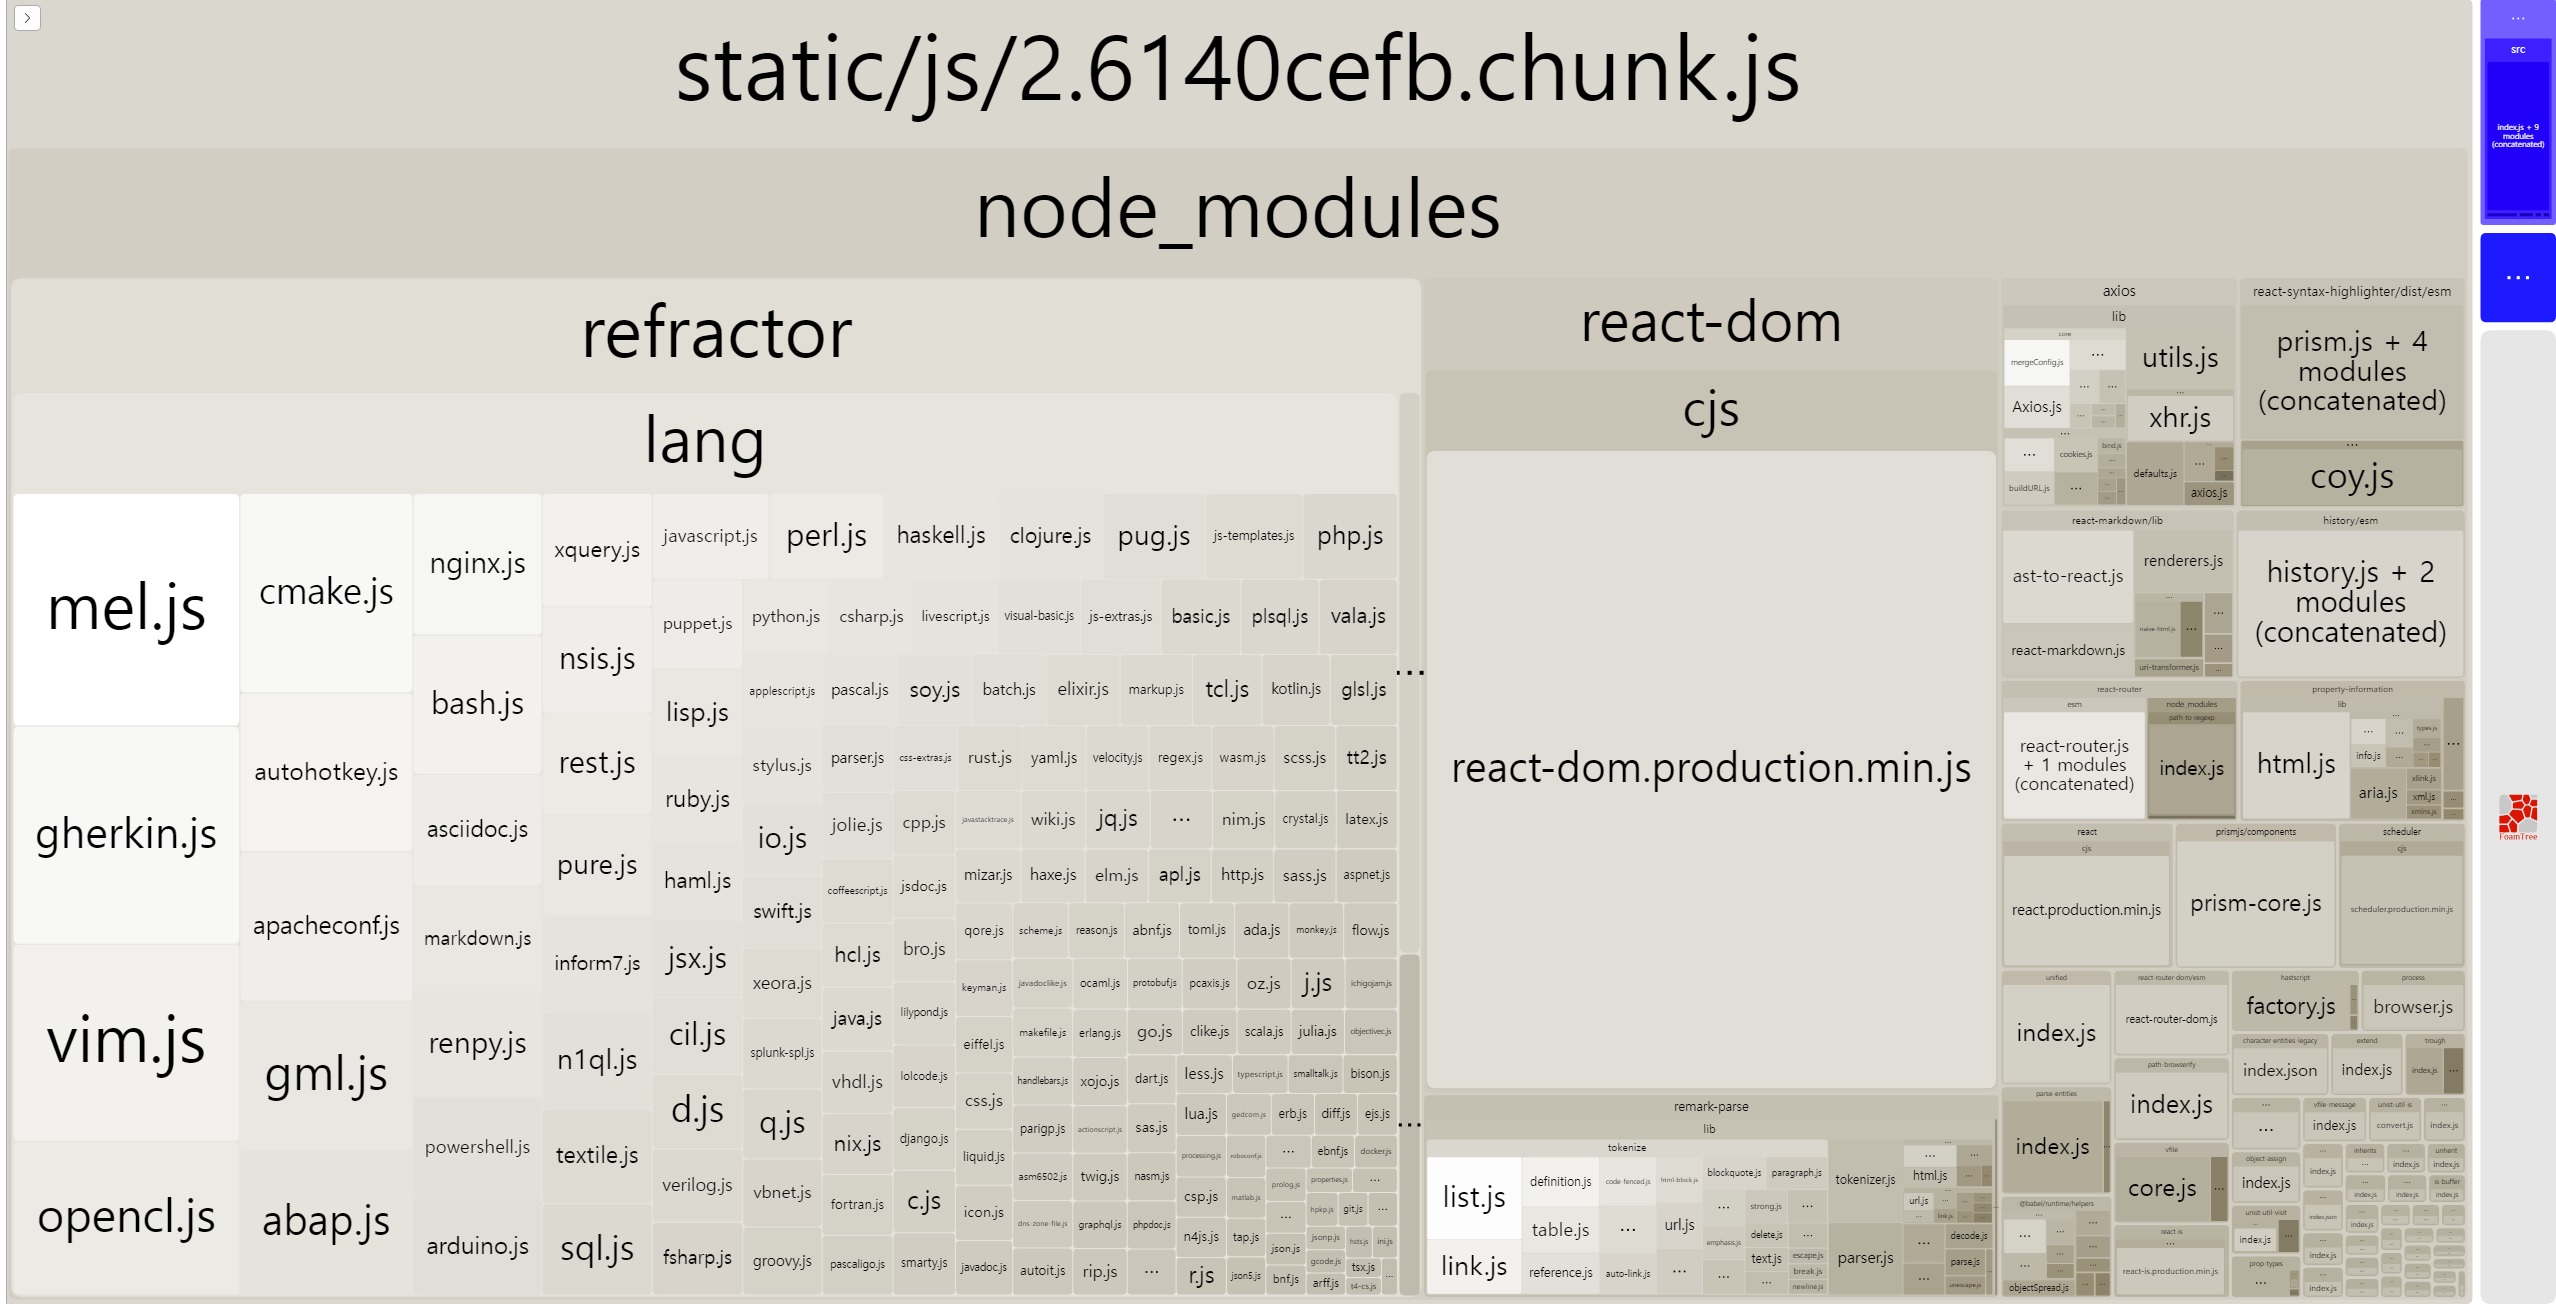 static/js/2.6140cefb.chunk.js
node_modules
refractor
lang
mel.js
gherkin.js
vim.js
opencl.js
cmake.js
autohotkey.js
apacheconf.js
gml.js
abap.js
nginx.js
bash.js
asciidoc.js
markdown.js
renpy.js
powershell.js
arduino.js
xquery.js
nsis.js
rest.js
pure.js
inform7.js
n1ql.js
textile.js
sql.js
javascript.js
perl.js
haskell.js
clojure.js
pug.js
js-templates.js
php.js
puppet.js
lisp.js
ruby.js
haml.js
jsx.js
cil.js
d.js
verilog.js
fsharp.js
python.js
csharp.js
livescript.js
visual-basic.js
js-extras.js
basic.js
plsql.js
vala.js
applescript.js
stylus.js
io.js
swift.js
xeora.js
splunk-spl.js
q.js
vbnet.js
groovy.js
pascal.js
soy.js
batch.js
elixir.js
markup.js
tcl.js
kotlin.js
glsl.js
parser.js
css-extras.js
rust.js
yaml.js
velocity.js
regex.js
wasm.js
scss.js
tt2.js
jolie.js
cpp.js
javastacktrace.js
wiki.js
jq.js
...
nim.js
crystal.js
latex.js
coffeescript.js
jsdoc.js
mizar.js
haxe.js
elm.js
apl.js
http.js
sass.js
aspnet.js
hcl.js
bro.js
qore.js
scheme.js
reason.js
abnf.js
toml.js
ada.js
monkey.js
flow.js
java.js
lilypond.js
keyman.js
javadoclike.js
ocaml.js
protobuf.js
pcaxis.js
oz.js
j.js
ichigojam.js
vhdl.js
lolcode.js
eiffel.js
makefile.js
erlang.js
go.js
clike.js
scala.js
julia.js
objectivec.js
nix.js
django.js
css.js
handlebars.js
xojo.js
dart.js
less.js
typescript.js
smalltalk.js
bison.js
fortran.js
c.js
liquid.js
parigp.js
actionscript.js
sas.js
lua.js
gedcom.js
erb.js
diff.js
ejs.js
pascaligo.js
smarty.js
icon.js
asm6502.js
twig.js
nasm.js
processing.js
roboconf.js
...
ebnf.js
docker.js
javadoc.js
dns-zone-file.js
graphql.js
phpdoc.js
csp.js
matlab.js
prolog.js
properties.js
...
autoit.js
rip.js
...
n4js.js
tap.js
...
hpkp.js
git.js
...
r.js
json5.js
json.js
bnf.js
jsonp.js
hsts.js
ini.js
gcode.js
arff.js
tsx.js
t4-cs.js
...
...
...
react-dom
cjs
react-dom.production.min.js
remark-parse
lib
tokenize
list.js
link.js
definition.js
table.js
reference.js
code-fenced.js
...
auto-link.js
html-block.js
url.js
...
blockquote.js
paragraph.js
...
strong.js
...
emphasis.js
delete.js
...
...
text.js
escape.js
...
break.js
newline.js
tokenizer.js
parser.js
...
html.js
url.js
...
link.js
...
decode.js
parse.js
unescape.js
...
axios
lib
core
mergeConfig.js
...
Axios.js
utils.js
xhr.js
cookies.js
bind.js
buildURL.js
...
defaults.js
axios.js
react-syntax-highlighter/dist/esm
prism.js + 4
modules
(concatenated)
...
coy.js
react-markdown/lib
ast-to-react.js
react-markdown.js
renderers.js
naive-html.js
...
uri-transformer.js
history/esm
history.js + 2
modules
(concatenated)
react-router
esm
react-router.js
+ 1 modules
(concatenated)
node_modules
path-to-regexp
index.js
property-information
lib
html.js
...
info.js
types.js
aria.js
xlink.js
xml.js
xmlns.js
...
react
cjs
react.production.min.js
prismjs/components
prism-core.js
scheduler
cjs
scheduler.production.min.js
unified
index.js
react-router-dom/esm
react-router-dom.js
hastscript
factory.js
process
browser.js
character-entities-legacy
index.json
extend
index.js
trough
index.js
...
path-browserify
index.js
parse-entities
index.js
...
vfile-message
index.js
unist-util-is
convert.js
...
index.js
vfile
core.js
...
object-assign
index.js
...
index.js
inherits
...
...
index.js
unherit
index.js
index.js
index.js
is-buffer
index.js
@babel/runtime/helpers
...
objectSpread.js
react-is
...
react-is.production.min.js
unist-util-visit
index.js
...
index.json
index.js
prop-types
...
index.js
index.js
...
src
index.js + 9
modules
(concatenated)
...
FoamTree